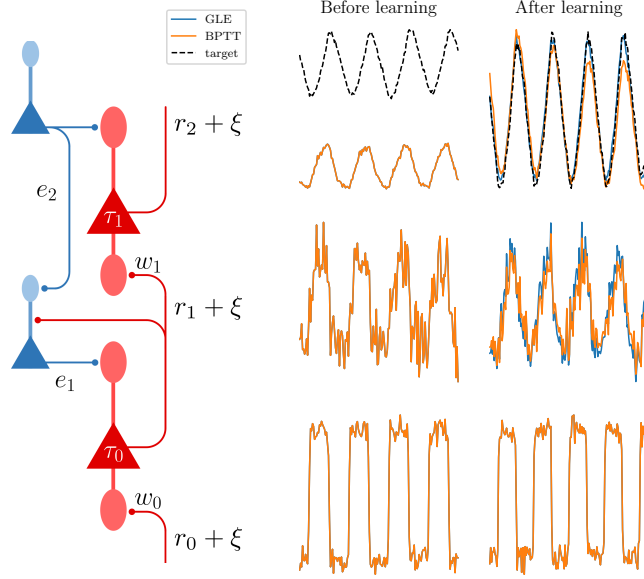 Before learning
After learning
GLE
BPTT
target
r₂ + ξ
e₂
τ₁
w₁
r₁ + ξ
e₁
τ₀
w₀
r₀ + ξ